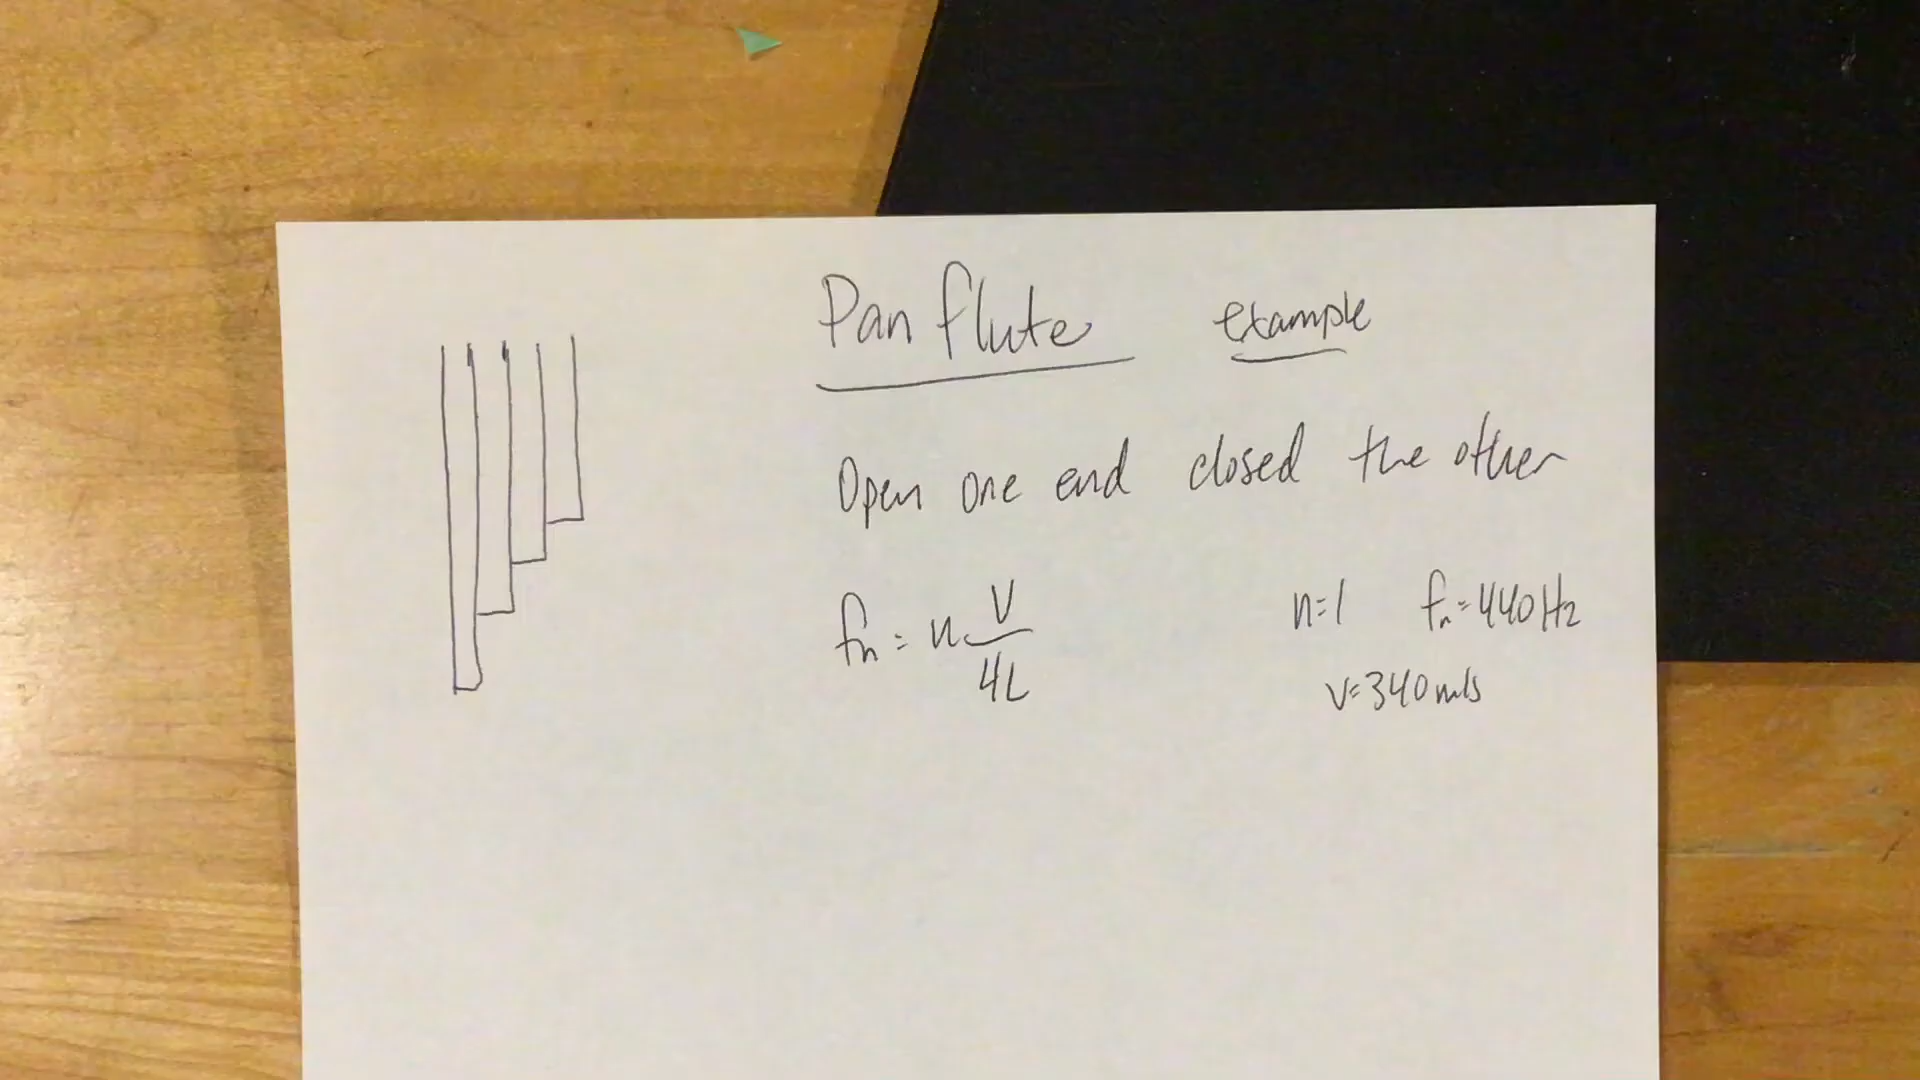 Pan flute example
Open one end closed the other
fn = n V/4L
n=1 fn=440Hz
V=340m/s